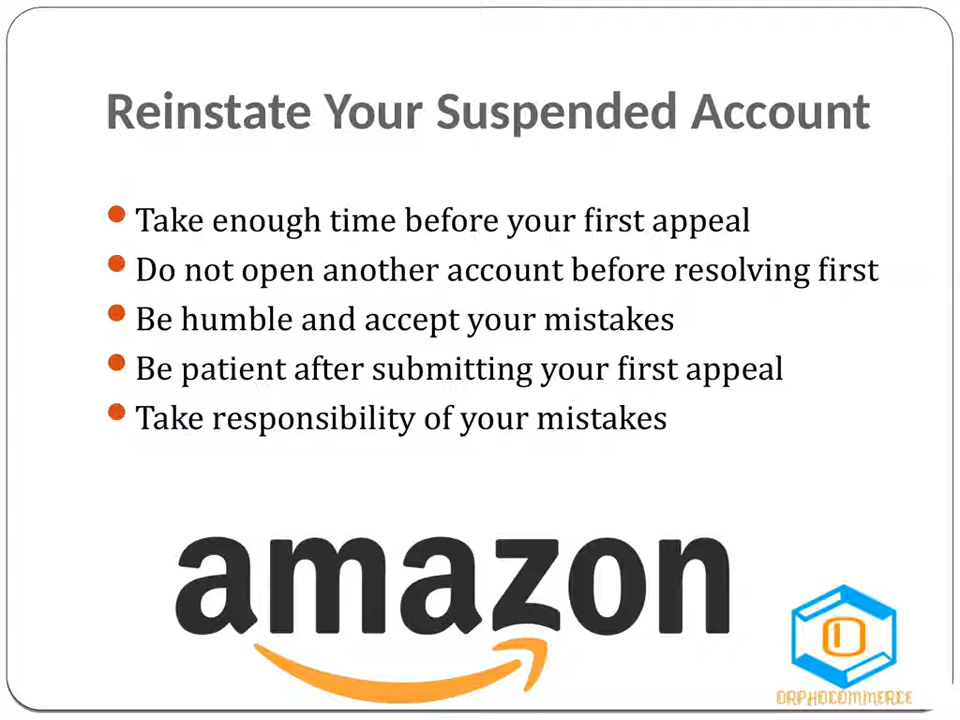 Reinstate Your Suspended Account
Take enough time before your first appeal
Do not open another account before resolving first
Be humble and accept your mistakes
Be patient after submitting your first appeal
Take responsibility of your mistakes
amazon
ORPHOCOMMERCE